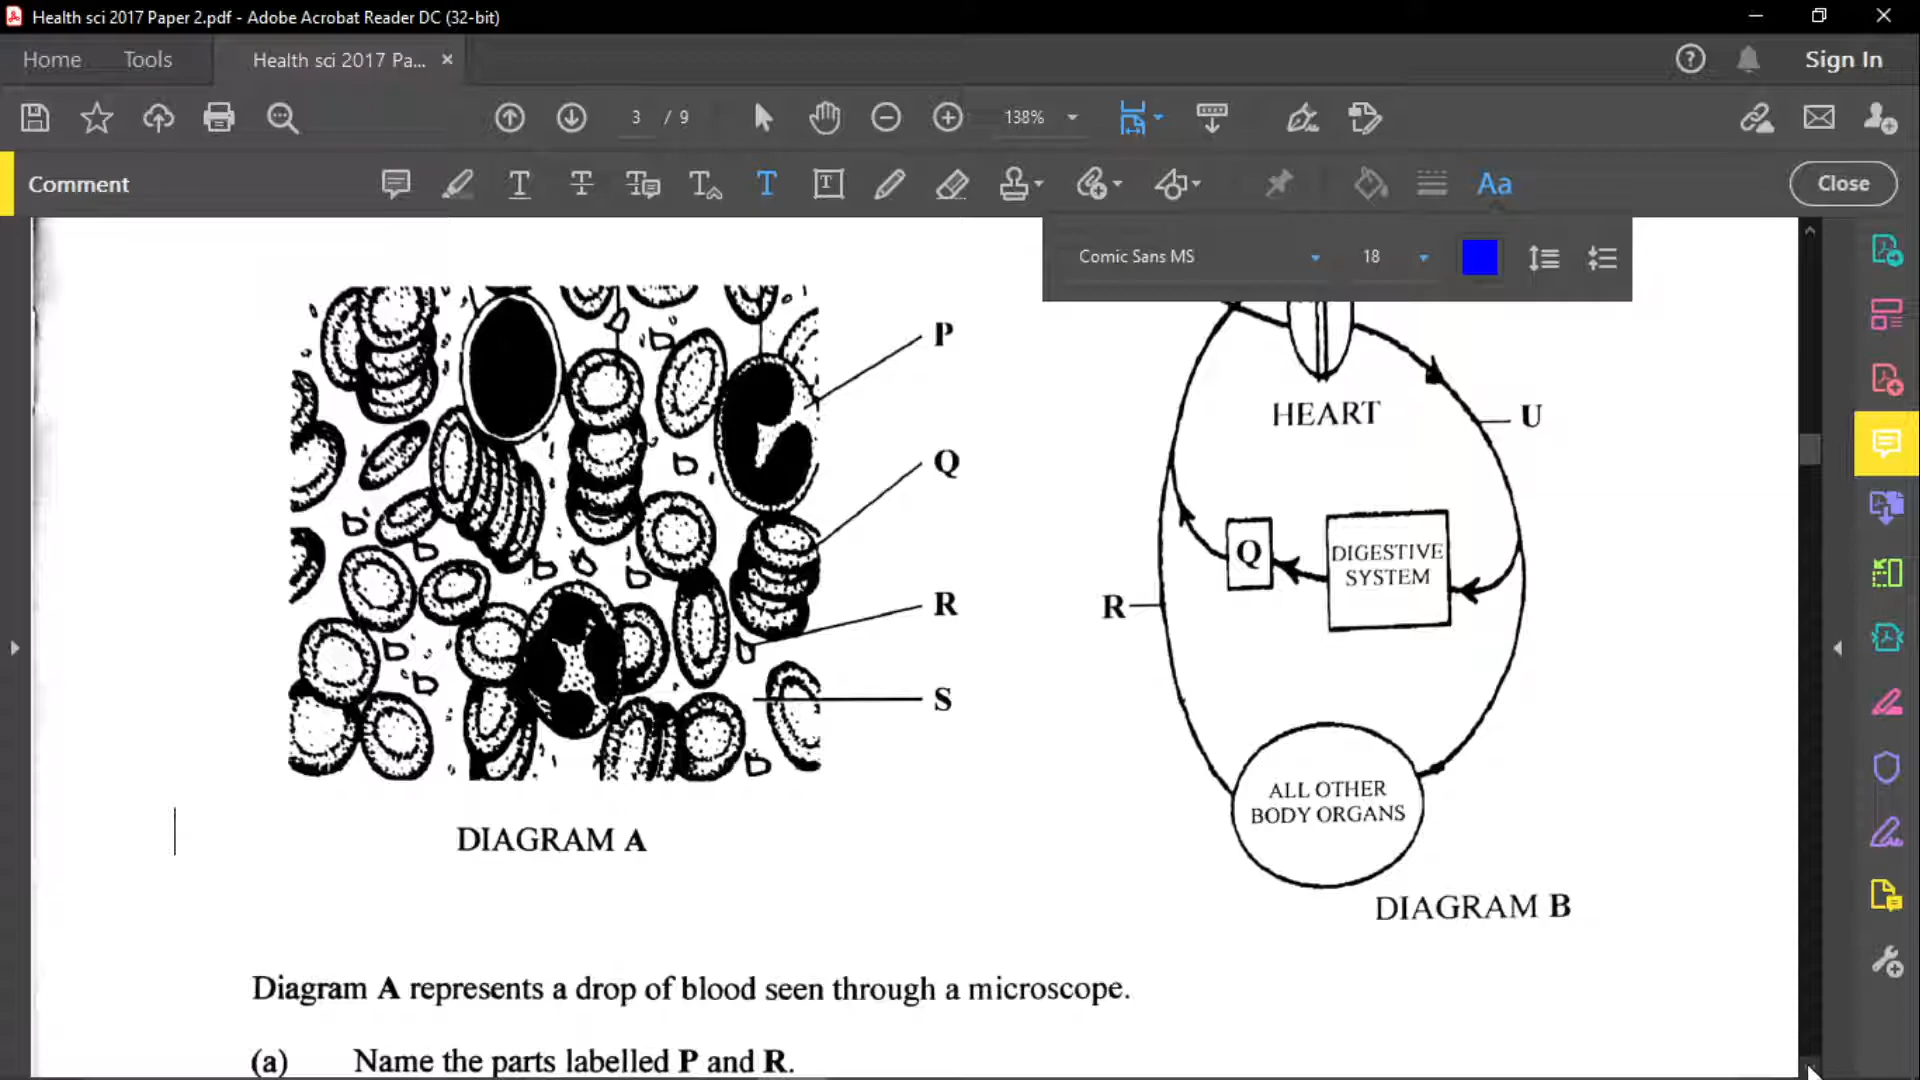 Health sci 2017 Paper 2.pdf - Adobe Acrobat Reader DC (32-bit)
Home
Tools
Health sci 2017 Pa...
Sign In
3 / 9
138%
Comment
Close
Comic Sans MS
18
P
Q
R
S
DIAGRAM A
HEART
U
Q
DIGESTIVE
SYSTEM
R
ALL OTHER
BODY ORGANS
DIAGRAM B
Diagram A represents a drop of blood seen through a microscope.
(a) Name the parts labelled P and R.